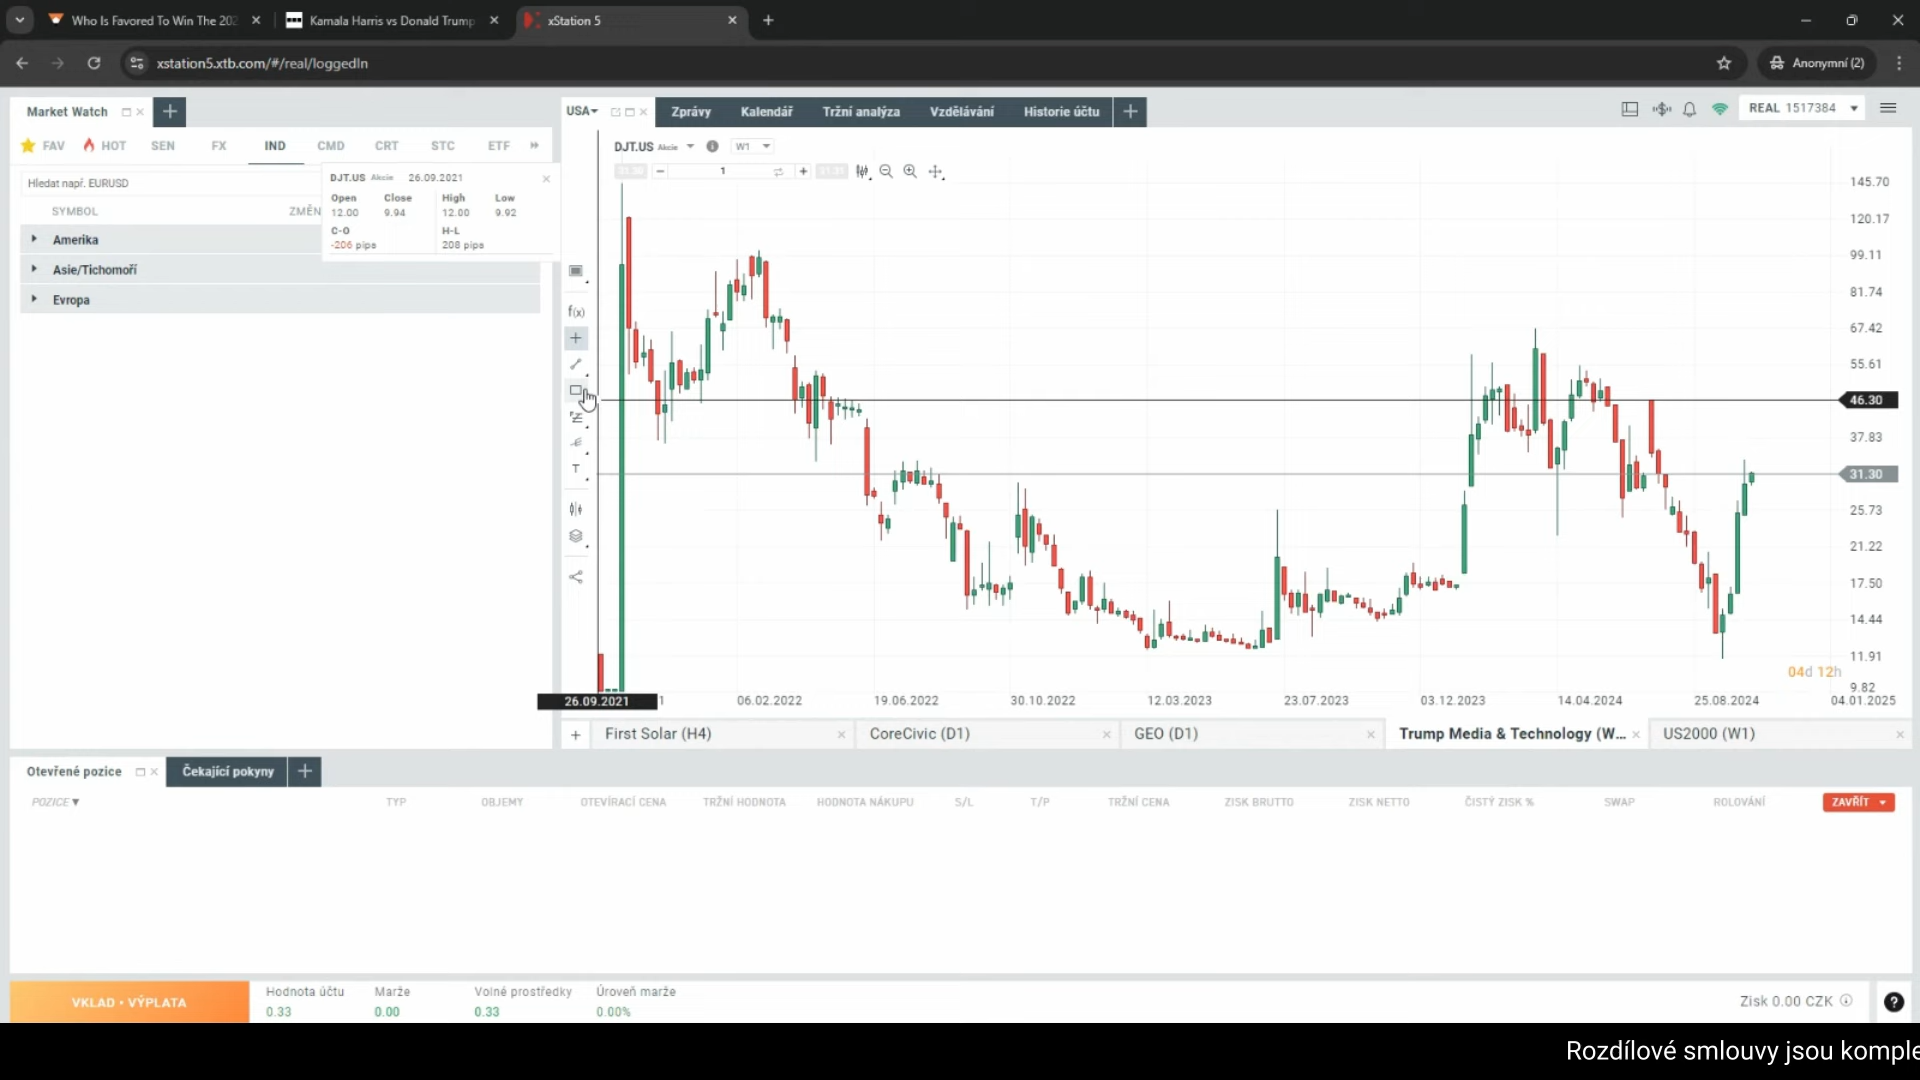 Who Is Favored To Win The 202
Kamala Harris vs Donald Trump
xStation 5
xstation5.xtb.com/#/real/loggedIn
Anonymní (2)
Market Watch
USA
Zprávy
Kalendář
Tržní analýza
Vzdělávání
Historie účtu
REAL 1517384
FAV
HOT
SEN
FX
IND
CMD
CRT
STC
ETF
DJT.US Akcie
W1
Hledat např. EURUSD
31.30
1
31.31
SYMBOL
ZMĚN
DJT.US Akcie 26.09.2021
Open Close High Low
12.00 9.94 12.00 9.92
C-O H-L
-206 pips 208 pips
Amerika
Asie/Tichomoří
Evropa
f(x)
T
145.70
120.17
99.11
81.74
67.42
55.61
46.30
37.83
31.30
25.73
21.22
17.50
14.44
11.91
9.82
04d 12h
26.09.2021
1
06.02.2022
19.06.2022
30.10.2022
12.03.2023
23.07.2023
03.12.2023
14.04.2024
25.08.2024
04.01.2025
First Solar (H4)
CoreCivic (D1)
GEO (D1)
Trump Media & Technology (W...
US2000 (W1)
Otevřené pozice
Čekající pokyny
POZICE
TYP
OBJEMY
OTEVÍRACÍ CENA
TRŽNÍ HODNOTA
HODNOTA NÁKUPU
S/L
T/P
TRŽNÍ CENA
ZISK BRUTTO
ZISK NETTO
ČISTÝ ZISK %
SWAP
ROLOVÁNÍ
ZAVŘÍT
VKLAD • VÝPLATA
Hodnota účtu Marže Volné prostředky Úroveň marže
0.33 0.00 0.33 0.00%
Zisk 0.00 CZK
?
Rozdílové smlouvy jsou komple